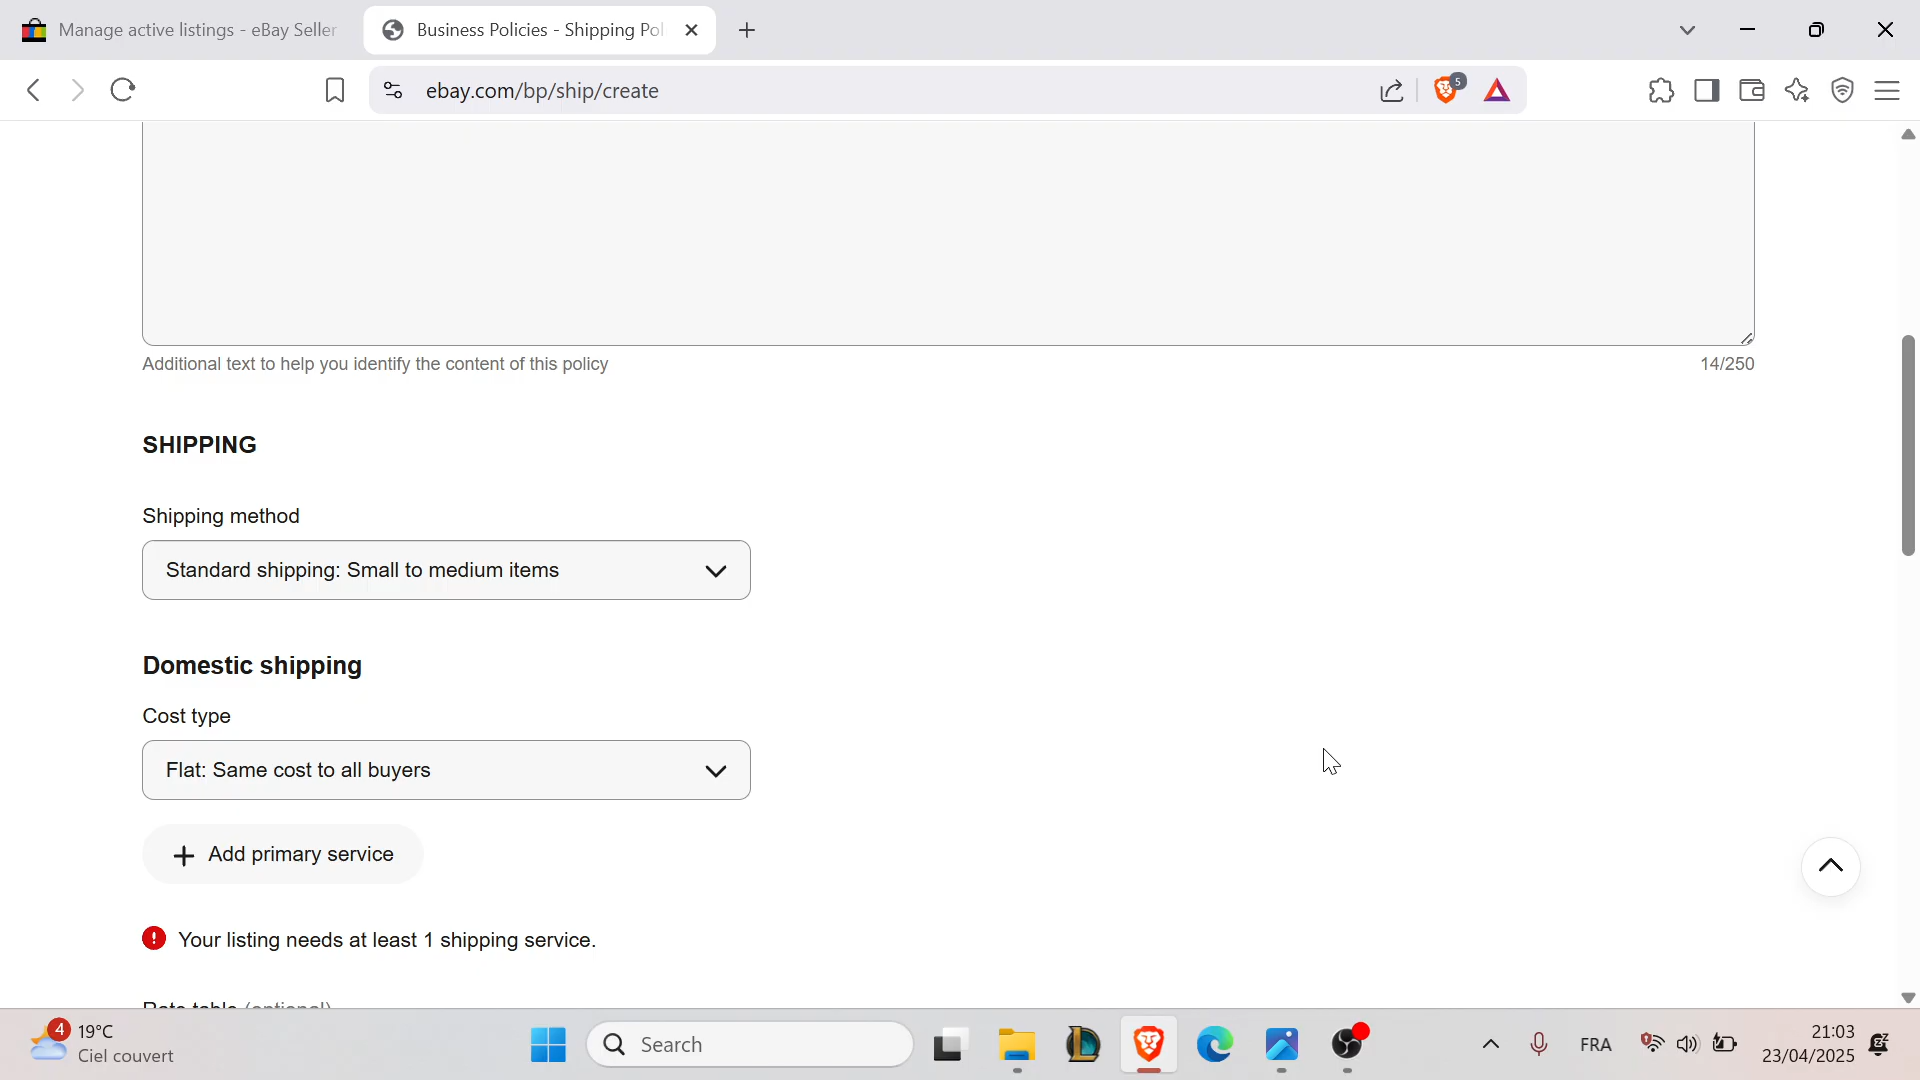 Manage active listings - eBay Seller
Business Policies - Shipping Pol
ebay.com/bp/ship/create
5
Additional text to help you identify the content of this policy
14/250
SHIPPING
Shipping method
Standard shipping: Small to medium items
Domestic shipping
Cost type
Flat: Same cost to all buyers
Add primary service
Your listing needs at least 1 shipping service.
Rate table (optional)
4
19°C
Ciel couvert
Search
FRA
21:03
23/04/2025